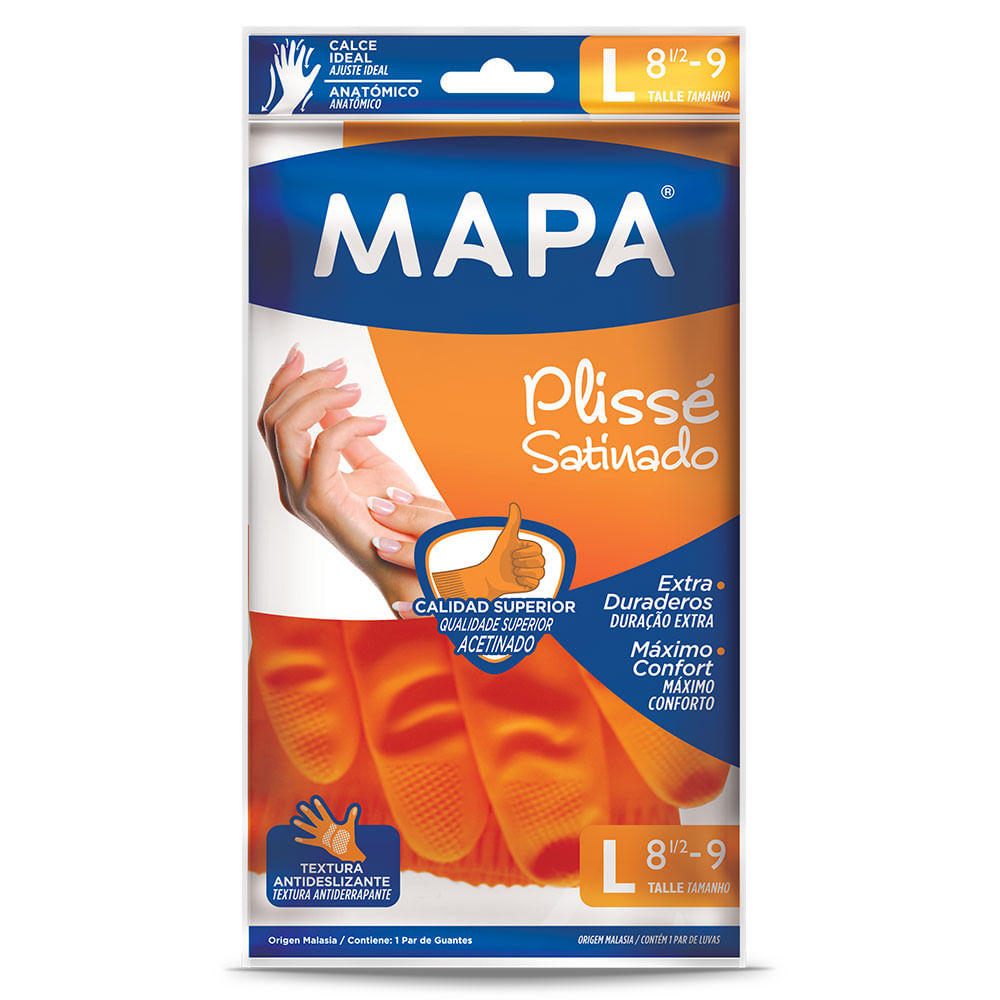 CALCE
IDEAL
AJUSTE IDEAL
ANATÓMICO
ANATÔMICO
L 8 1/2 - 9
TALLE TAMANHO
MAPA®
Plissé
Satinado
CALIDAD SUPERIOR
QUALIDADE SUPERIOR
ACETINADO
Extra
Duraderos
DURAÇÃO EXTRA
Máximo
Confort
MÁXIMO
CONFORTO
TEXTURA
ANTIDESLIZANTE
TEXTURA ANTIDERRAPANTE
L 8 1/2 - 9
TALLE TAMANHO
Origen Malasia / Contiene: 1 Par de Guantes
ORIGEM MALASIA / CONTÉM 1 PAR DE LUVAS